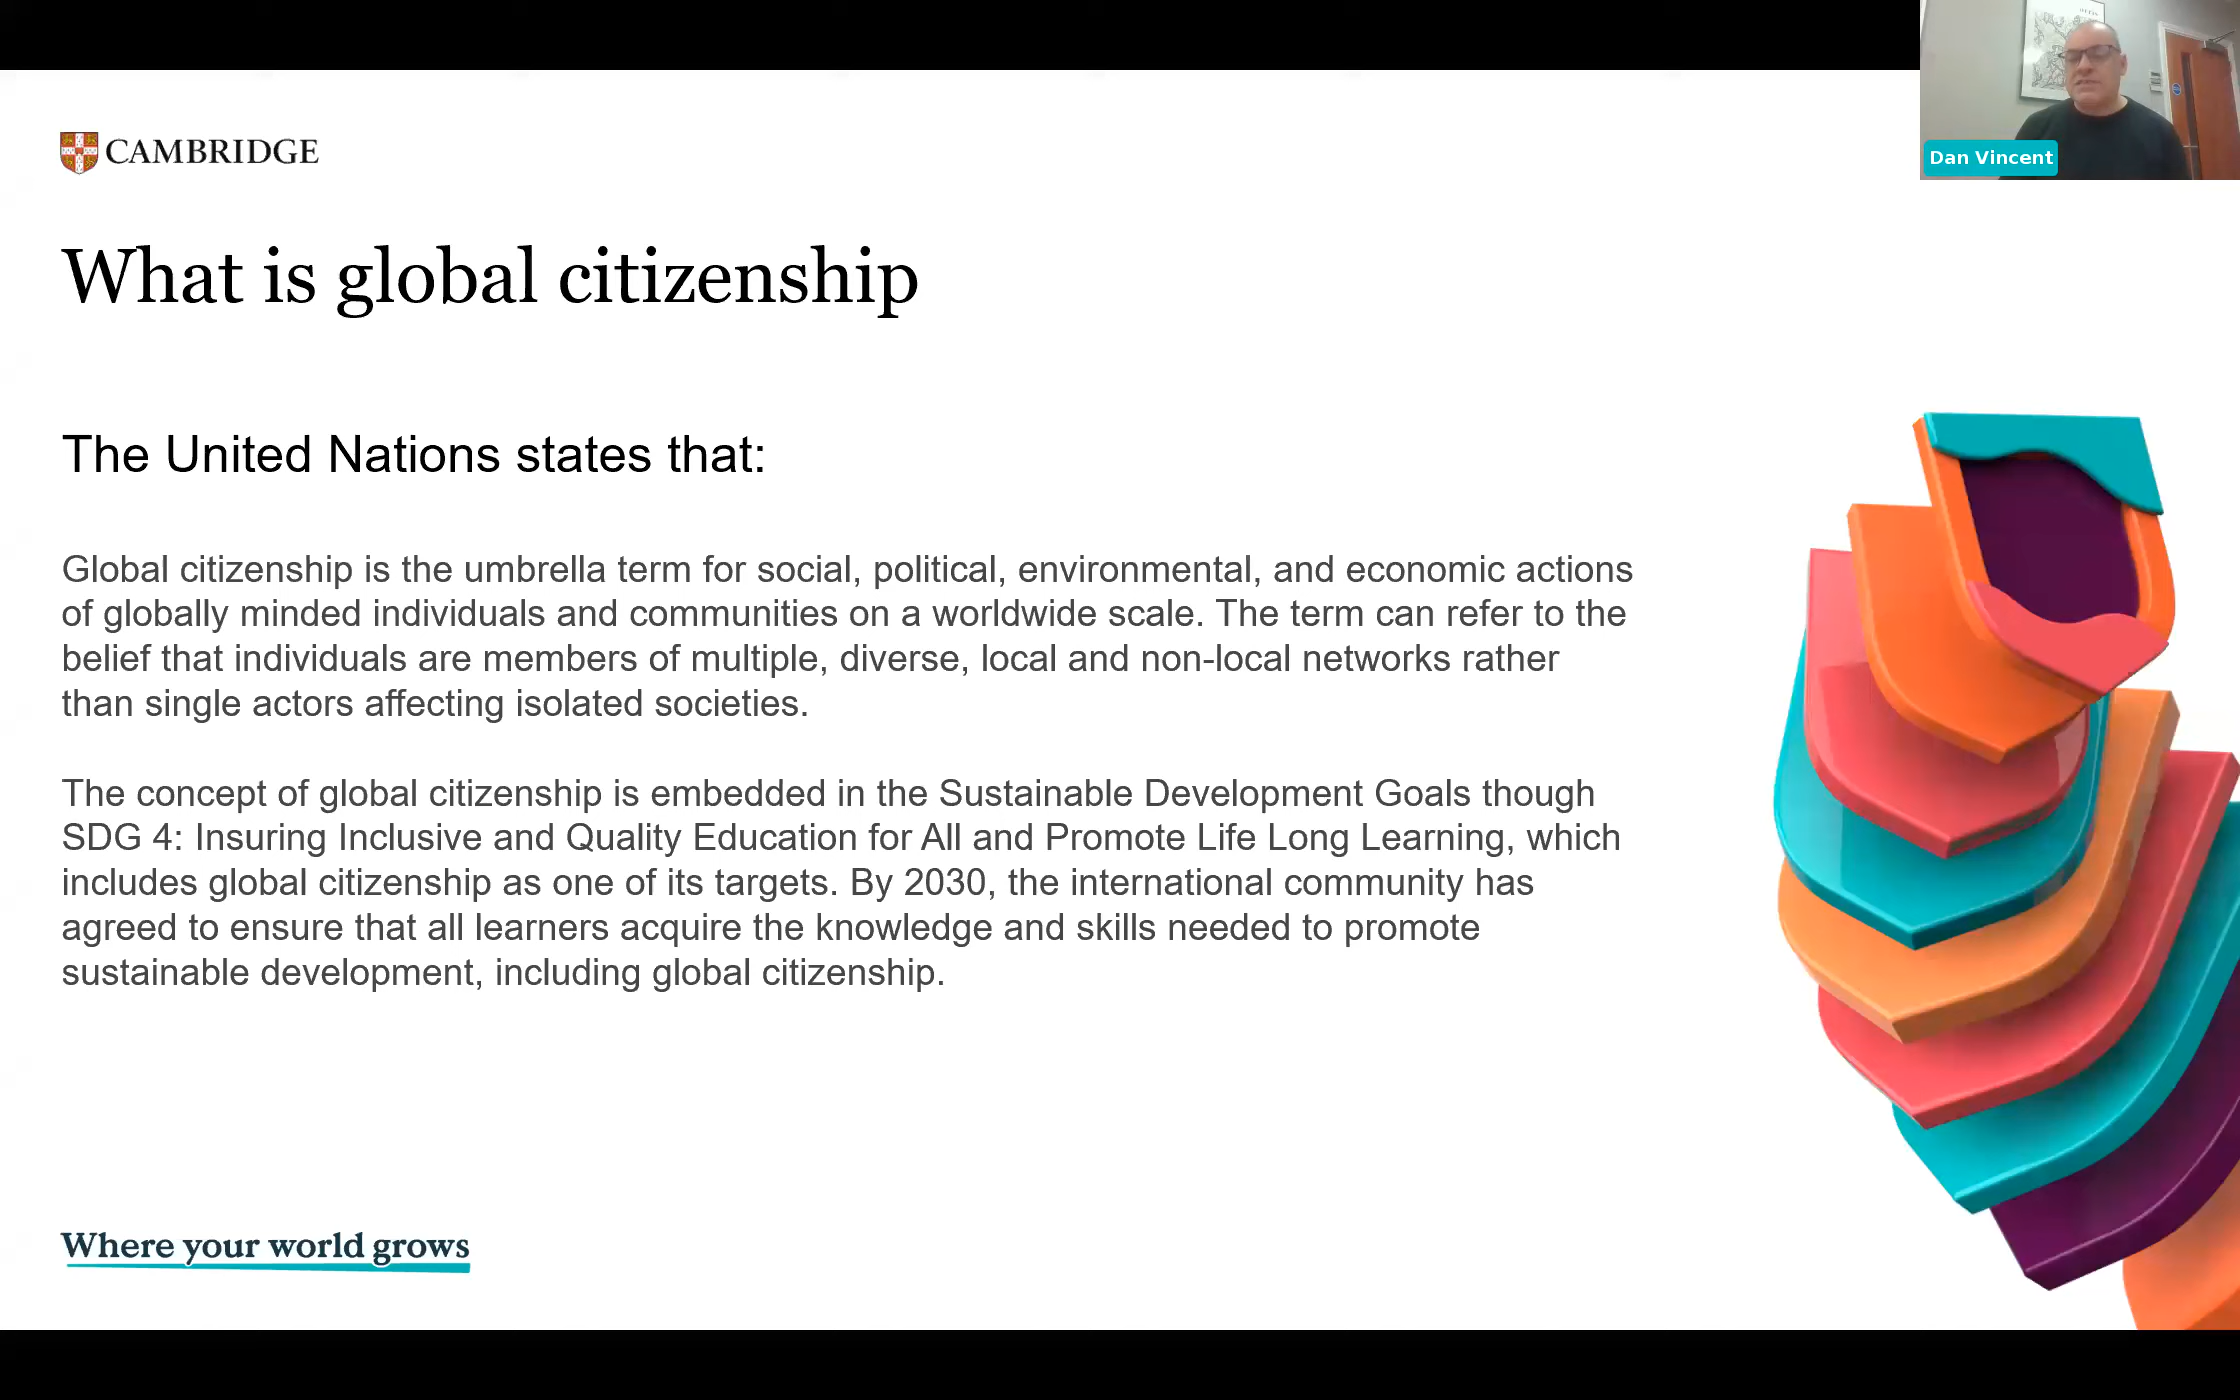 CAMBRIDGE
Dan Vincent
What is global citizenship
The United Nations states that:
Global citizenship is the umbrella term for social, political, environmental, and economic actions
of globally minded individuals and communities on a worldwide scale. The term can refer to the
belief that individuals are members of multiple, diverse, local and non-local networks rather
than single actors affecting isolated societies.
The concept of global citizenship is embedded in the Sustainable Development Goals though
SDG 4: Insuring Inclusive and Quality Education for All and Promote Life Long Learning, which
includes global citizenship as one of its targets. By 2030, the international community has
agreed to ensure that all learners acquire the knowledge and skills needed to promote
sustainable development, including global citizenship.
Where your world grows